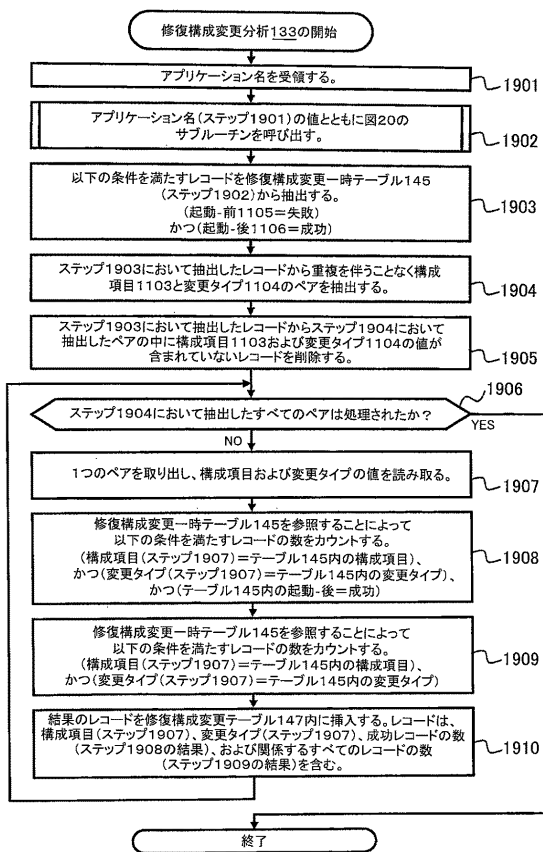 修復構成変更分析133の開始
アプリケーション名を受領する。
1901
アプリケーション名(ステップ1901)の値とともに図20の
サブルーチンを呼び出す。
1902
以下の条件を満たすレコードを修復構成変更一時テーブル145
(ステップ1902)から抽出する。
(起動-前1105=失敗)
かつ(起動-後1106=成功)
1903
ステップ1903において抽出したレコードから重複を伴うことなく構成
項目1103と変更タイプ1104のペアを抽出する。
1904
ステップ1903において抽出したレコードからステップ1904において
抽出したペアの中に構成項目1103および変更タイプ1104の値が
含まれていないレコードを削除する。
1905
1906
ステップ1904において抽出したすべてのペアは処理されたか?
YES
NO
1つのペアを取り出し、構成項目および変更タイプの値を読み取る。
1907
修復構成変更一時テーブル145を参照することによって
以下の条件を満たすレコードの数をカウントする。
(構成項目(ステップ1907)=テーブル145内の構成項目)、
かつ(変更タイプ(ステップ1907)=テーブル145内の変更タイプ)、
かつ(テーブル145内の起動-後=成功)
1908
修復構成変更一時テーブル145を参照することによって
以下の条件を満たすレコードの数をカウントする。
(構成項目(ステップ1907)=テーブル145内の構成項目)、
かつ(変更タイプ(ステップ1907)=テーブル145内の変更タイプ)
1909
結果のレコードを修復構成変更テーブル147内に挿入する。レコードは、
構成項目(ステップ1907)、変更タイプ(ステップ1907)、成功レコードの数
(ステップ1908の結果)、および関係するすべてのレコードの数
(ステップ1909の結果)を含む。
1910
終了